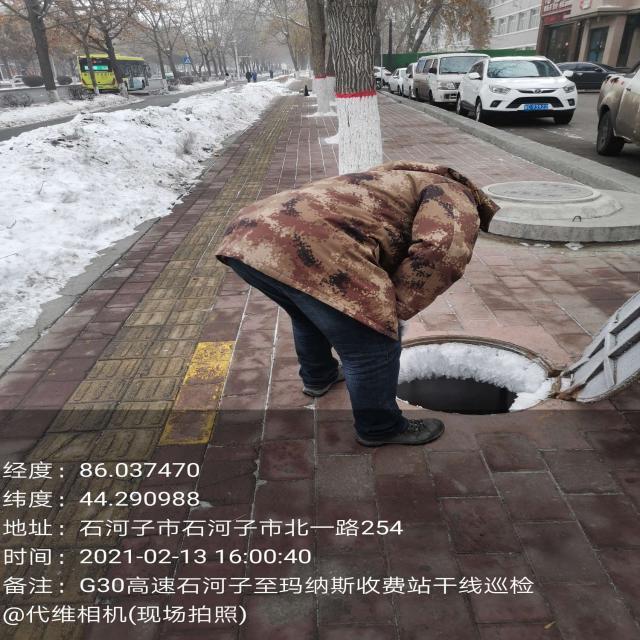 经度：86.037470
纬度：44.290988
地址：石河子市石河子市北一路254
时间：2021-02-13 16:00:40
备注：G30高速石河子至玛纳斯收费站干线巡检
@代维相机(现场拍照)